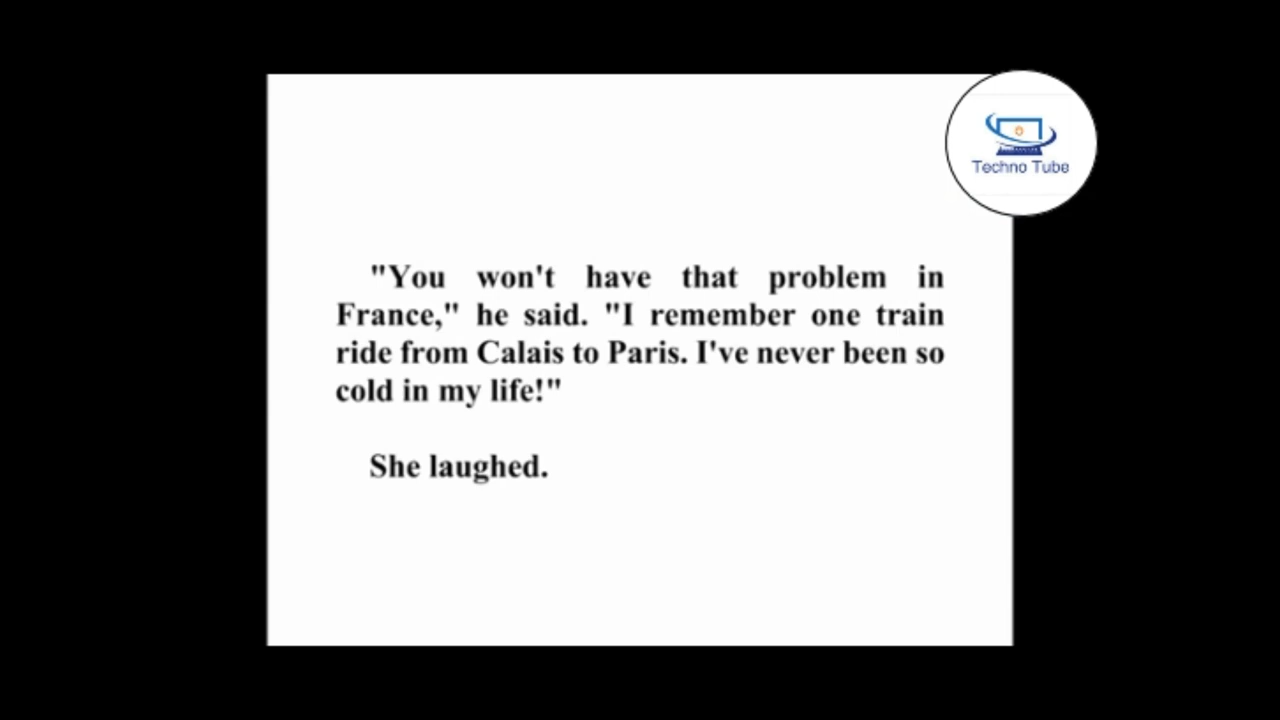 Techno Tube
"You won't have that problem in
France," he said. "I remember one train
ride from Calais to Paris. I've never been so
cold in my life!"
She laughed.